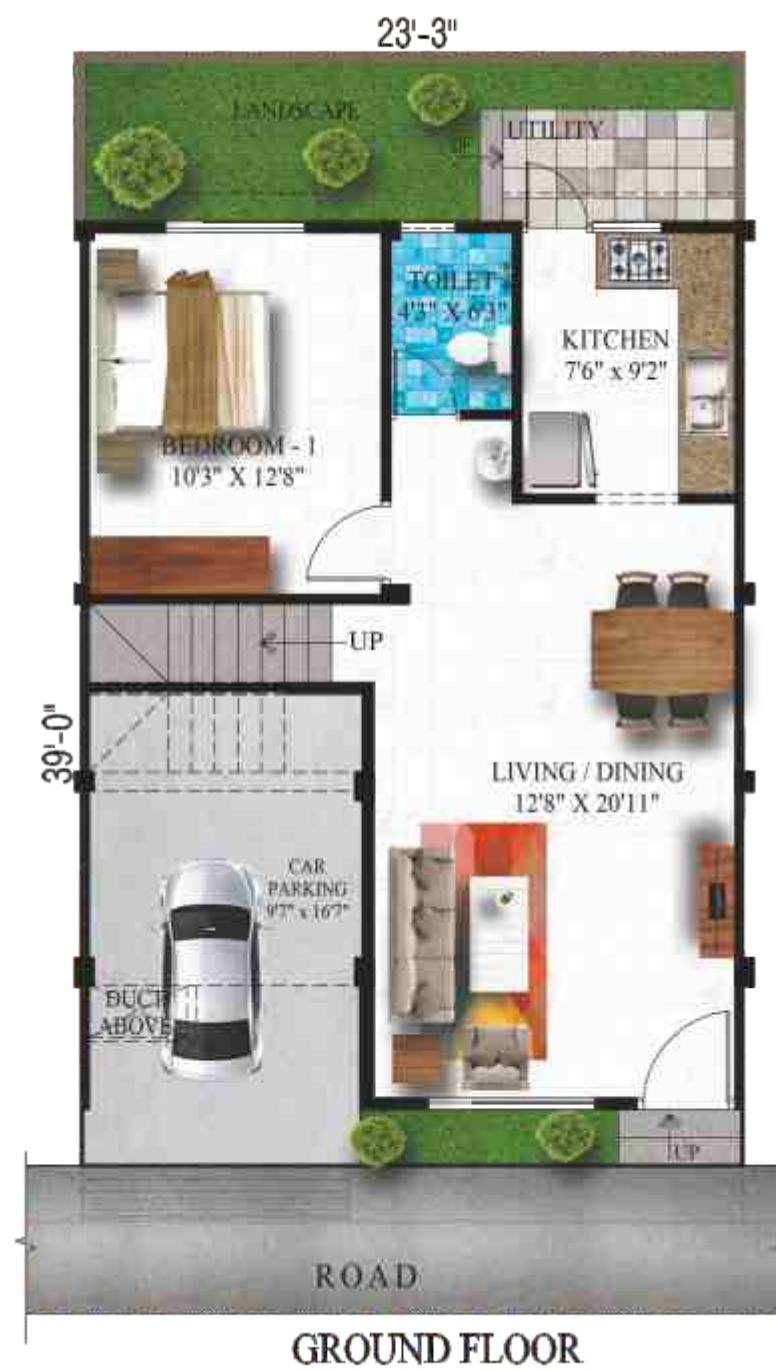 23'-3"
LANDSCAPE
UTILITY
UP
TOILET
4'3" X 6'3"
KITCHEN
7'6" x 9'2"
BEDROOM - 1
10'3" X 12'8"
UP
39'-0"
LIVING / DINING
12'8" X 20'11"
CAR
PARKING
9'7" x 16'7"
DUCT
ABOVE
UP
ROAD
GROUND FLOOR